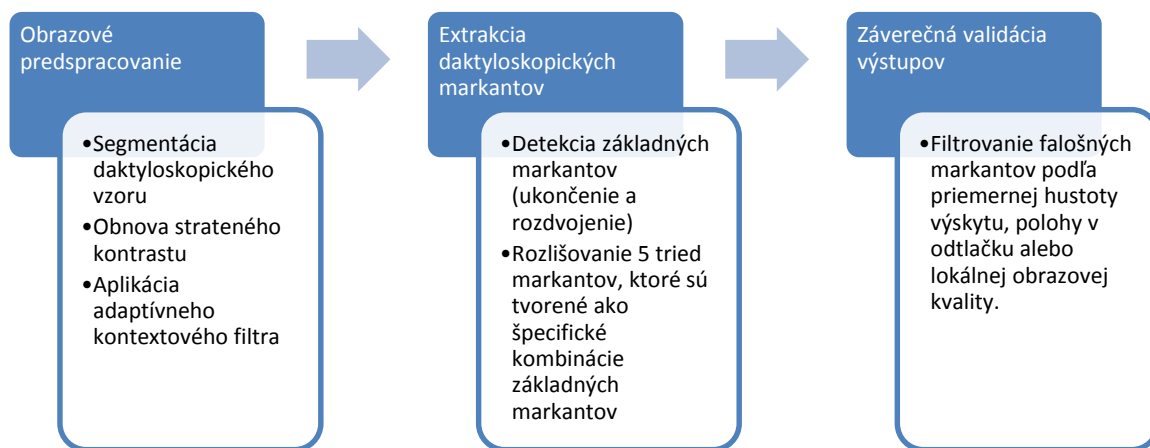 Obrazové
predspracovanie
•Segmentácia
daktyloskopického
vzoru
•Obnova strateného
kontrastu
•Aplikácia
adaptívneho
kontextového filtra
Extrakcia
daktyloskopických
markantov
•Detekcia základných
markantov
(ukončenie a
rozdvojenie)
•Rozlišovanie 5 tried
markantov, ktoré sú
tvorené ako
špecifické
kombinácie
základných
markantov
Záverečná validácia
výstupov
•Filtrovanie falošných
markantov podľa
priemernej hustoty
výskytu, polohy v
odtlačku alebo
lokálnej obrazovej
kvality.